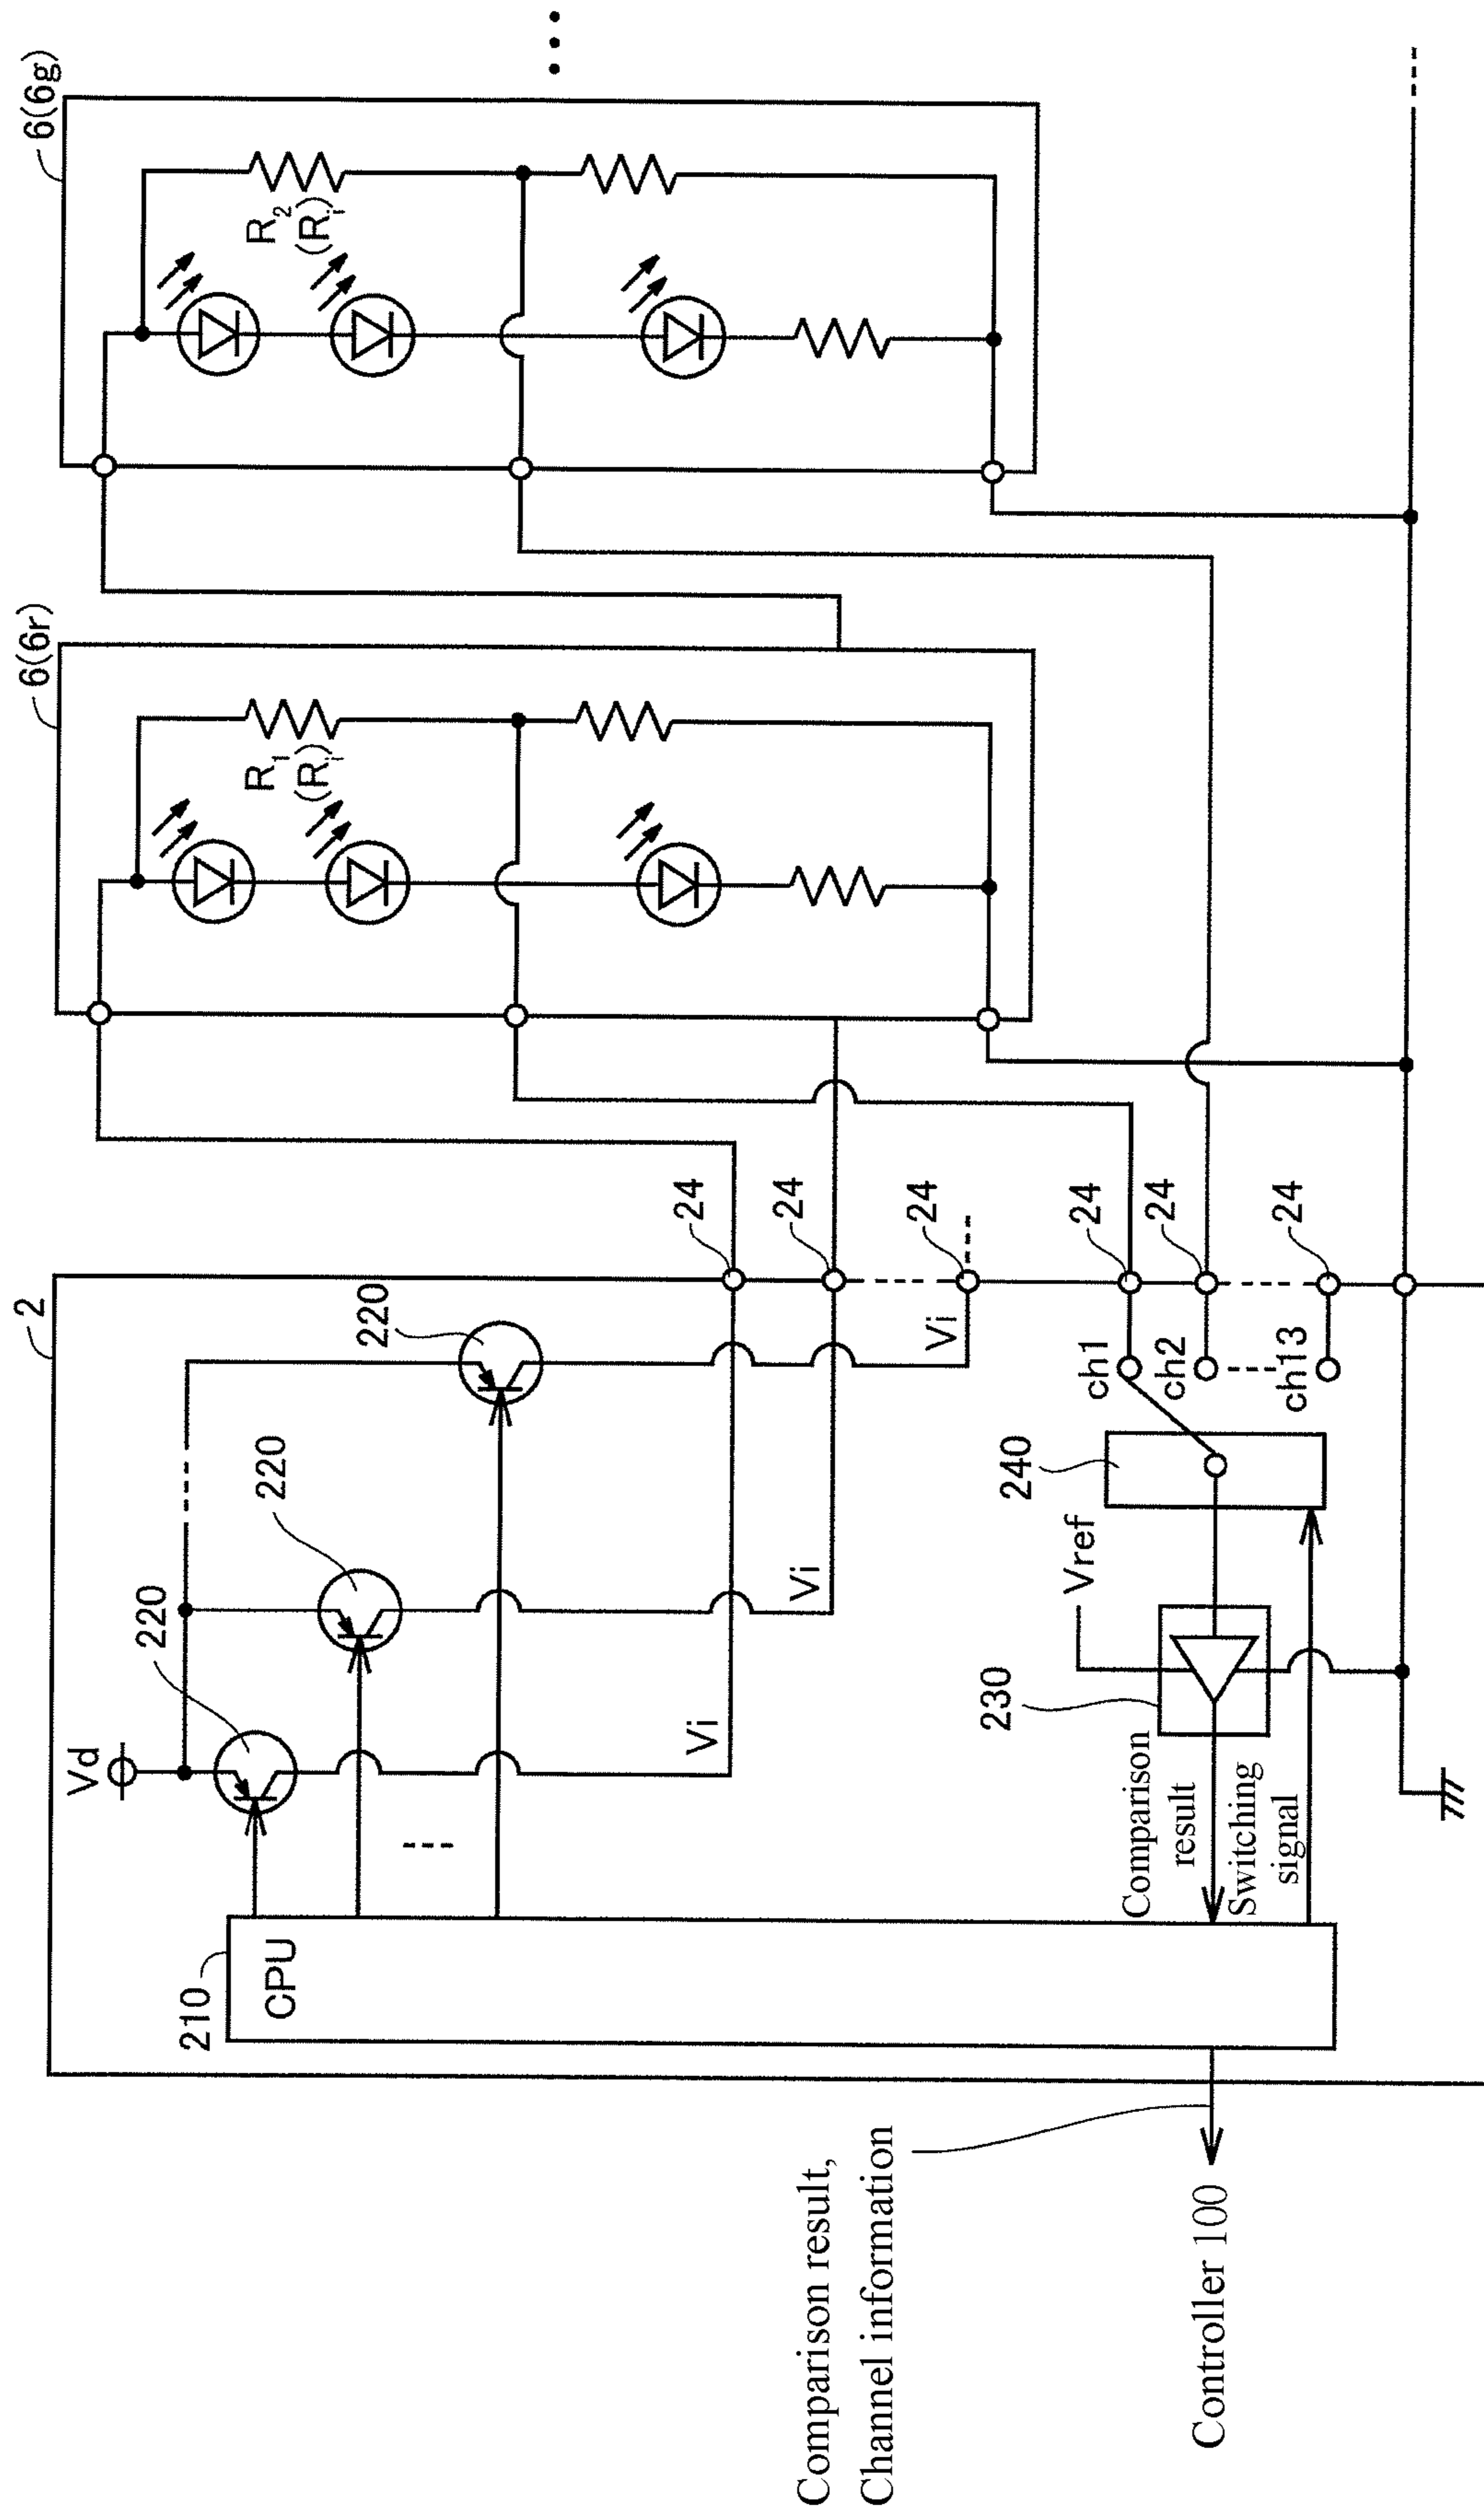 6(6r)
6(6g)
R1
(Ri)
R2
(Ri)
2
Vd
220
220
220
210
CPU
Vi
Vi
Vi
24
24
24
24
24
24
ch1
ch2
ch13
240
Vref
230
Comparison
result
Switching
signal
Comparison result,
Channel information
Controller 100